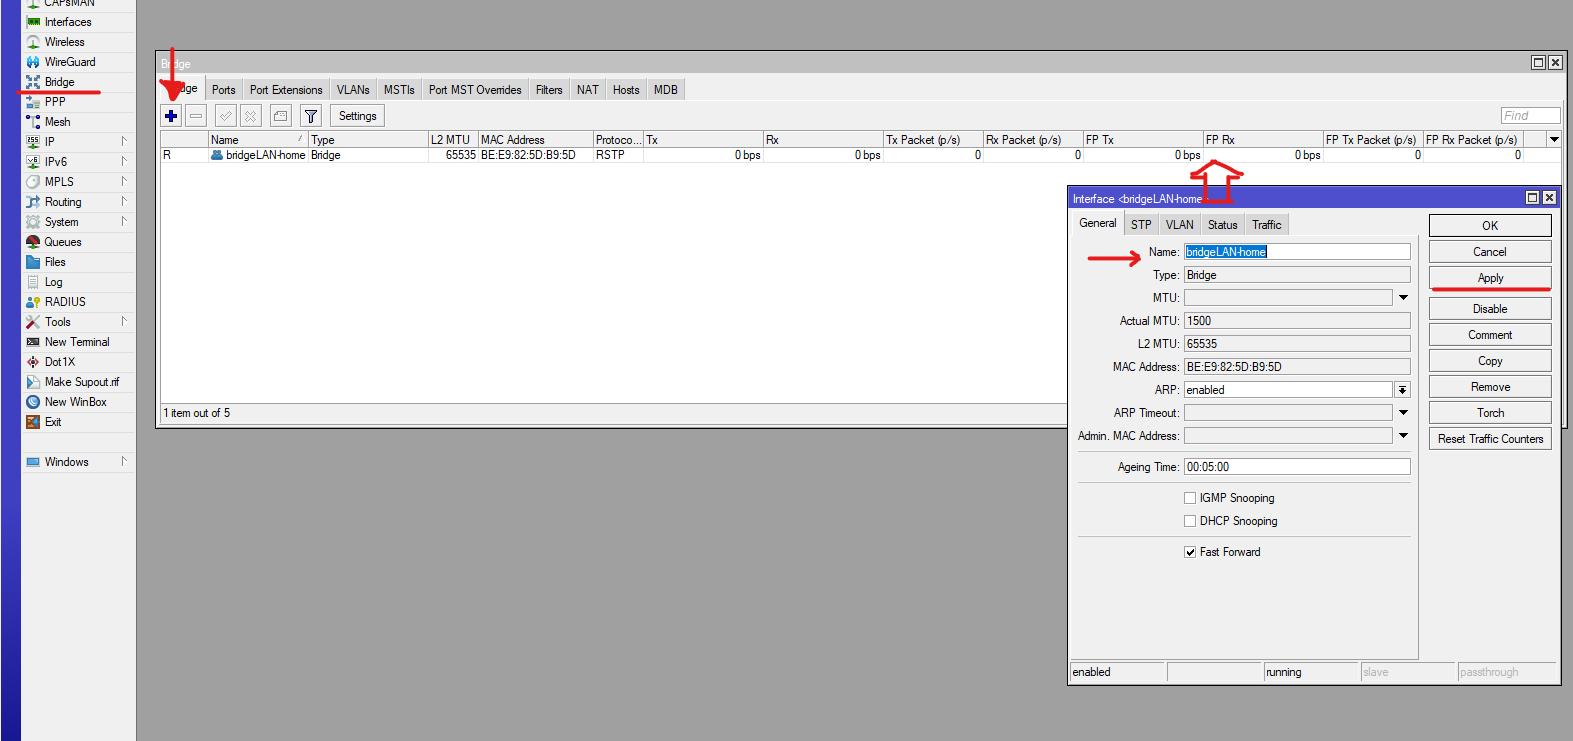 CAPsMAN
Interfaces
Wireless
WireGuard
Bridge
PPP
Mesh
IP
IPv6
MPLS
Routing
System
Queues
Files
Log
RADIUS
Tools
New Terminal
Dot1X
Make Supout.rif
New WinBox
Exit
Windows
Bridge
Bridge Ports Port Extensions VLANs MSTIs Port MST Overrides Filters NAT Hosts MDB
Settings Find
Name Type L2 MTU MAC Address Protoco... Tx Rx Tx Packet (p/s) Rx Packet (p/s) FP Tx FP Rx FP Tx Packet (p/s) FP Rx Packet (p/s)
R bridgeLAN-home Bridge 65535 BE:E9:82:5D:B9:5D RSTP 0 bps 0 bps 0 0 0 bps 0 bps 0 0
1 item out of 5
Interface <bridgeLAN-home>
General STP VLAN Status Traffic
Name: bridgeLAN-home
Type: Bridge
MTU:
Actual MTU: 1500
L2 MTU: 65535
MAC Address: BE:E9:82:5D:B9:5D
ARP: enabled
ARP Timeout:
Admin. MAC Address:
Ageing Time: 00:05:00
IGMP Snooping
DHCP Snooping
Fast Forward
OK
Cancel
Apply
Disable
Comment
Copy
Remove
Torch
Reset Traffic Counters
enabled running slave passthrough